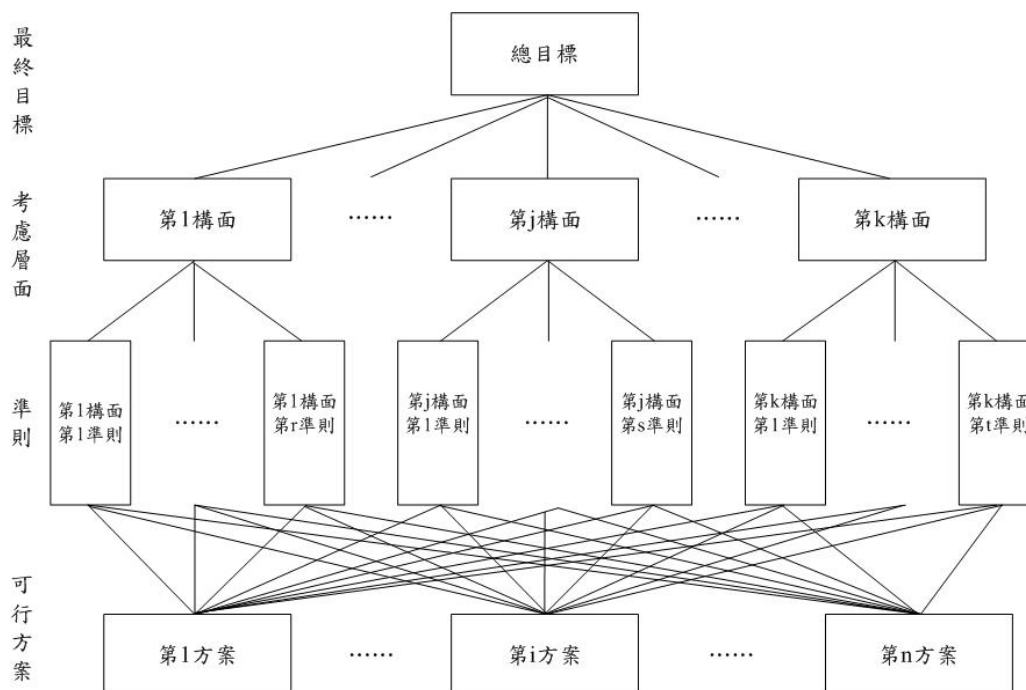 最終目標
總目標
考慮層面
第1構面
……
第j構面
……
第k構面
準則
第1構面
第1準則
……
第1構面
第r準則
第j構面
第1準則
……
第j構面
第s準則
第k構面
第1準則
……
第k構面
第t準則
可行方案
第1方案
……
第i方案
……
第n方案